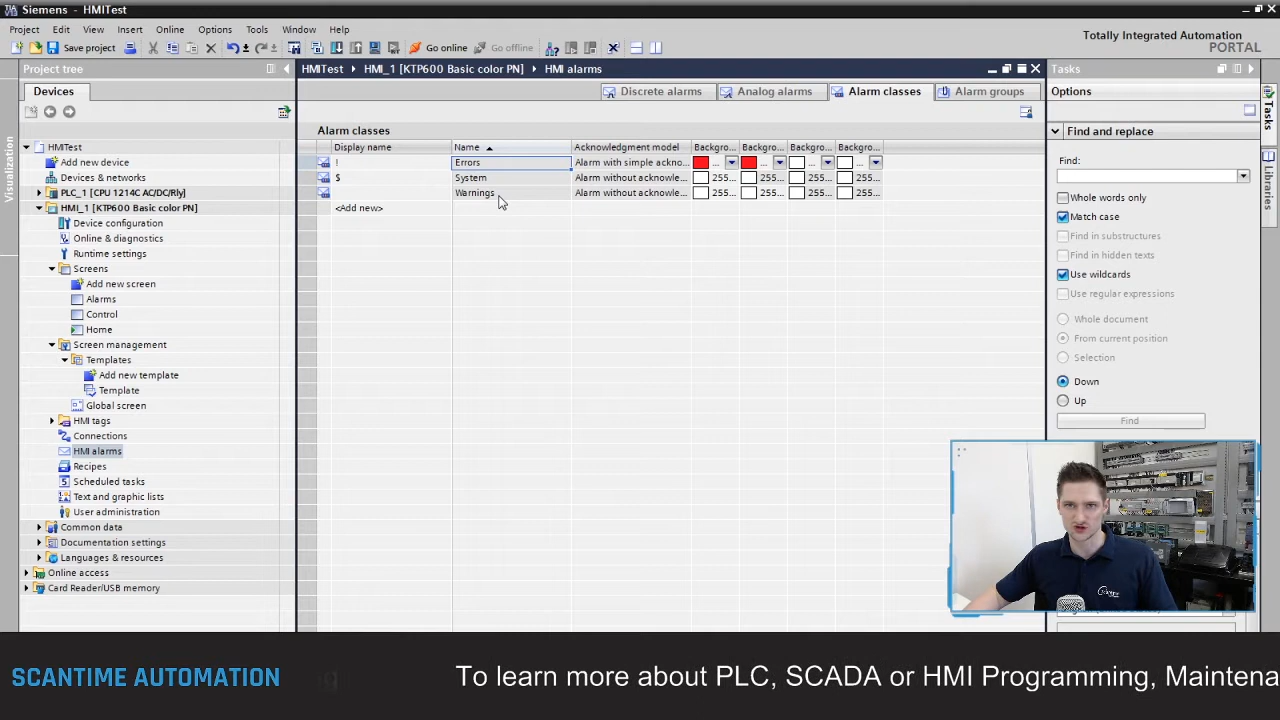 Siemens - HMITest
Project Edit View Insert Online Options Tools Window Help
Save project
Go online
Go offline
Totally Integrated Automation
PORTAL
Project tree
HMITest HMI_1 [KTP600 Basic color PN] HMI alarms
Tasks
Devices
Discrete alarms
Analog alarms
Alarm classes
Alarm groups
Options
Visualization
Tasks
Libraries
HMITest
Add new device
Devices & networks
PLC_1 [CPU 1214C AC/DC/Rly]
HMI_1 [KTP600 Basic color PN]
Device configuration
Online & diagnostics
Runtime settings
Screens
Add new screen
Alarms
Control
Home
Screen management
Templates
Add new template
Template
Global screen
HMI tags
Connections
HMI alarms
Recipes
Scheduled tasks
Text and graphic lists
User administration
Common data
Documentation settings
Languages & resources
Online access
Card Reader/USB memory
Alarm classes
Display name Name Acknowledgment model Backgro... Backgro... Backgro... Backgro...
! Errors Alarm with simple ackno... ... ... ... ...
$ System Alarm without acknowle... 255... 255... 255... 255...
Warnings Alarm without acknowle... 255... 255... 255... 255...
<Add new>
Find and replace
Find:
Whole words only
Match case
Find in substructures
Find in hidden texts
Use wildcards
Use regular expressions
Whole document
From current position
Selection
Down
Up
Find
SCANTIME AUTOMATION
To learn more about PLC, SCADA or HMI Programming, Maintena